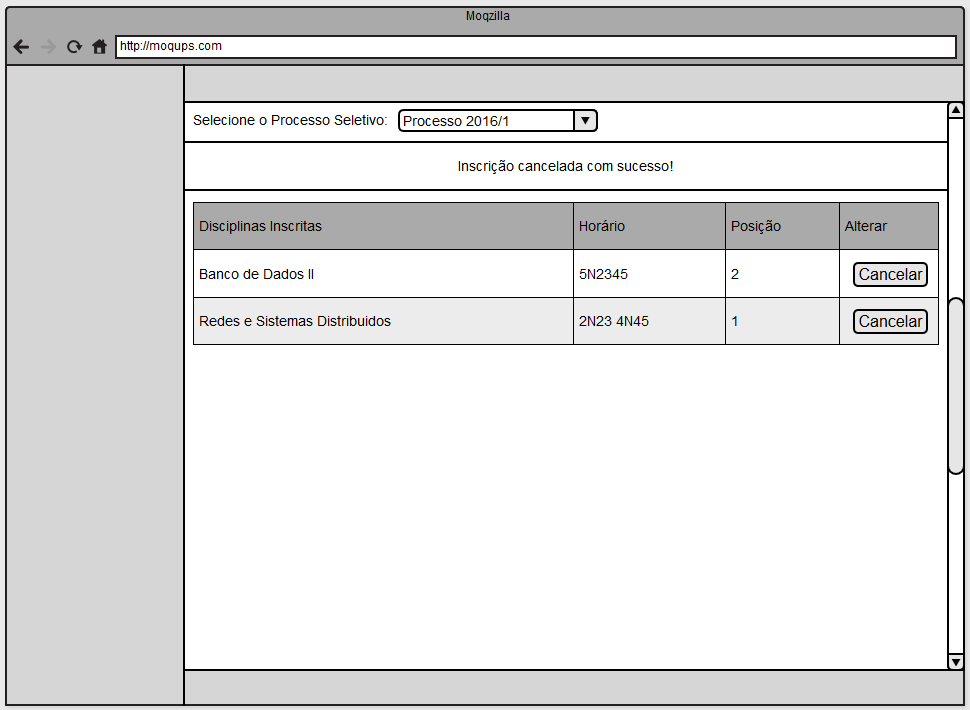 Moqzilla
http://moqups.com
Selecione o Processo Seletivo: Processo 2016/1
Inscrição cancelada com sucesso!
Disciplinas Inscritas Horário Posição Alterar
Banco de Dados II 5N2345 2 Cancelar
Redes e Sistemas Distribuidos 2N23 4N45 1 Cancelar